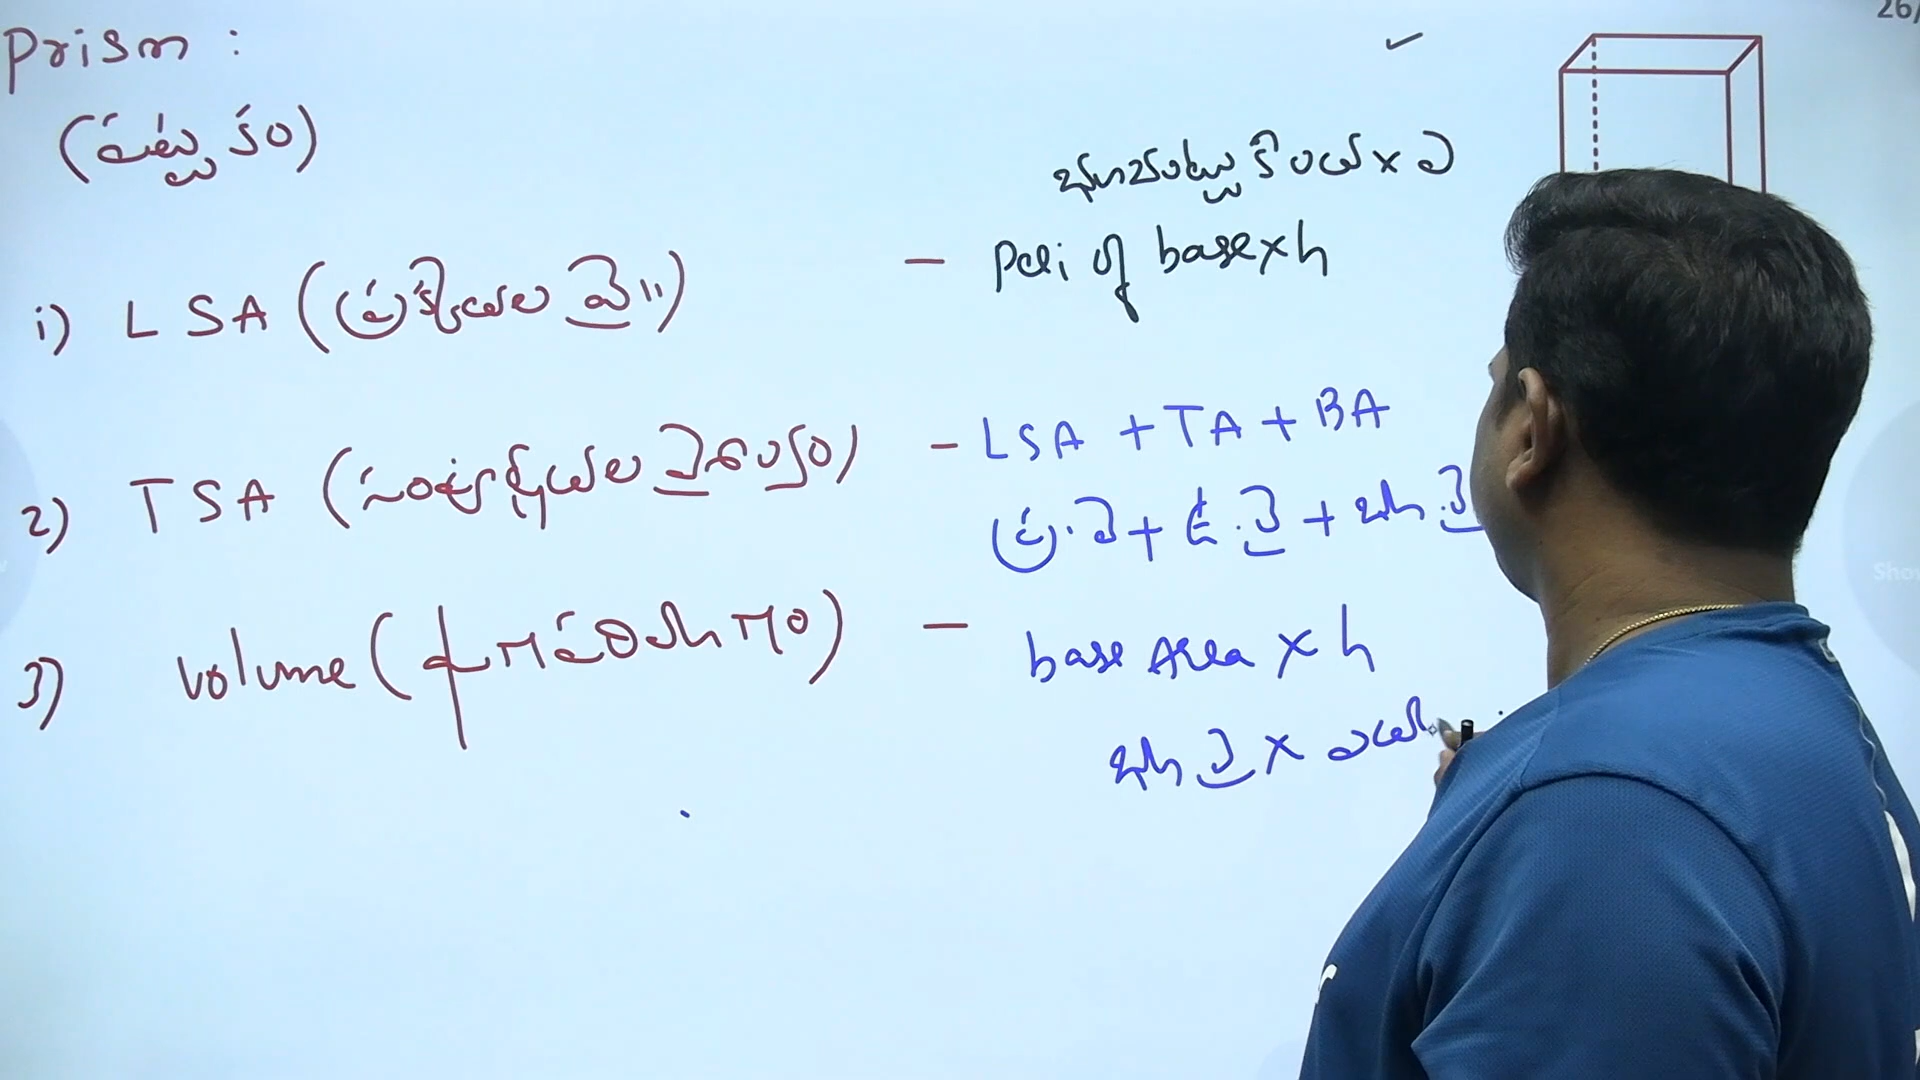 26/
Prism :
(పట్టకం)
భూచుట్టుకొలత x ఎ
i) LSA (ప్రక్కతల వై॥) – Peri of base x h
2) TSA (సంపూర్ణతల వైశాల్యం) – LSA + TA + BA
ప్ర.వై + ఉ.వై + భూ.వై
3) Volume (ఘనపరిమాణం) – base Area x h
భూ వై x